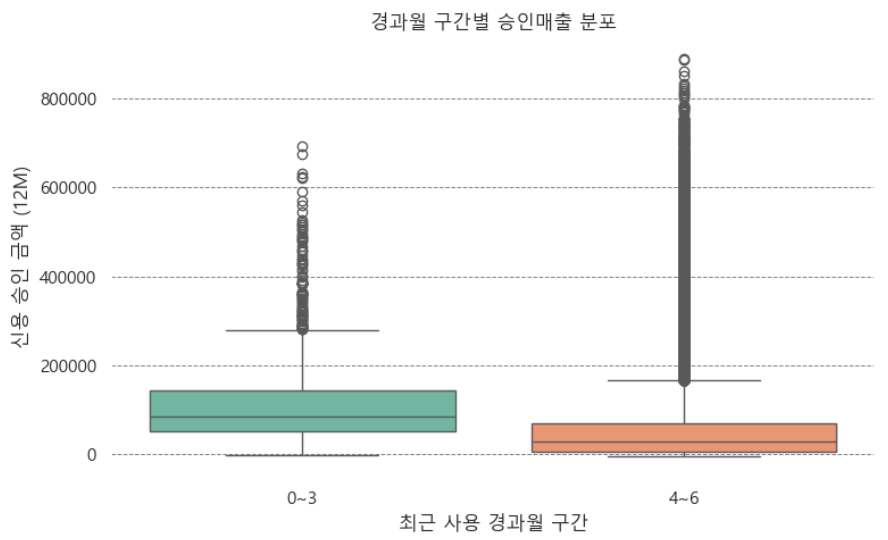 경과월 구간별 승인매출 분포
신용 승인 금액 (12M)
800000
600000
400000
200000
0
0~3
4~6
최근 사용 경과월 구간